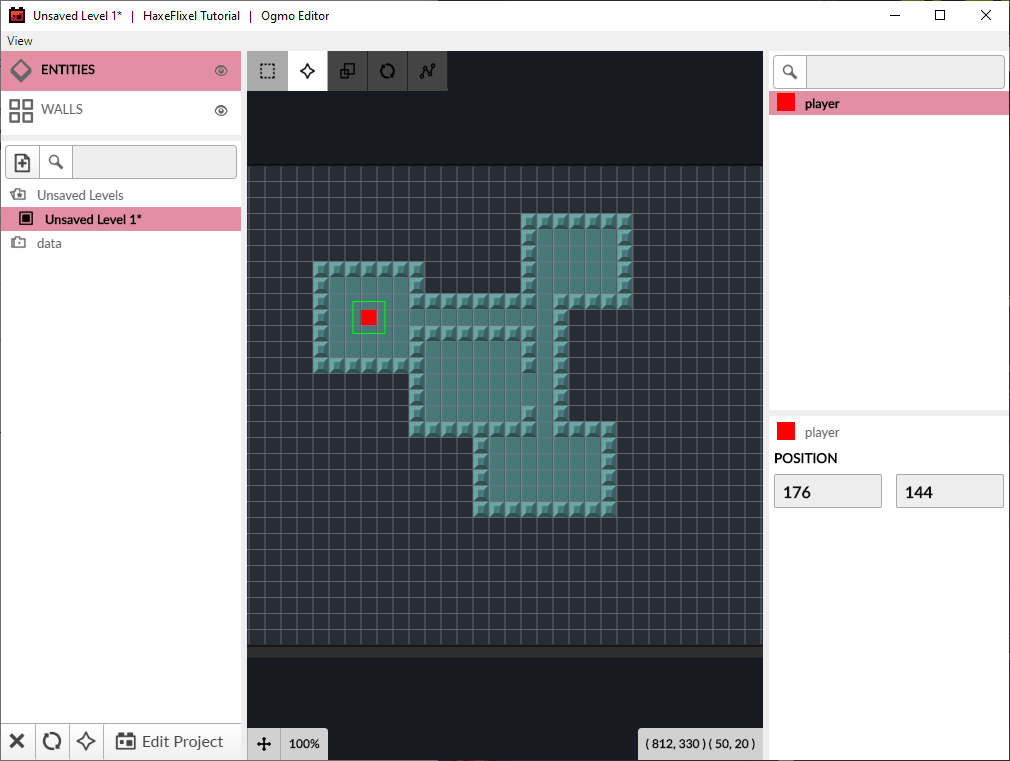 Unsaved Level 1* | HaxeFlixel Tutorial | Ogmo Editor
View
ENTITIES
WALLS
Unsaved Levels
Unsaved Level 1*
data
Edit Project
100%
( 812, 330 ) ( 50, 20 )
player
player
POSITION
176 144